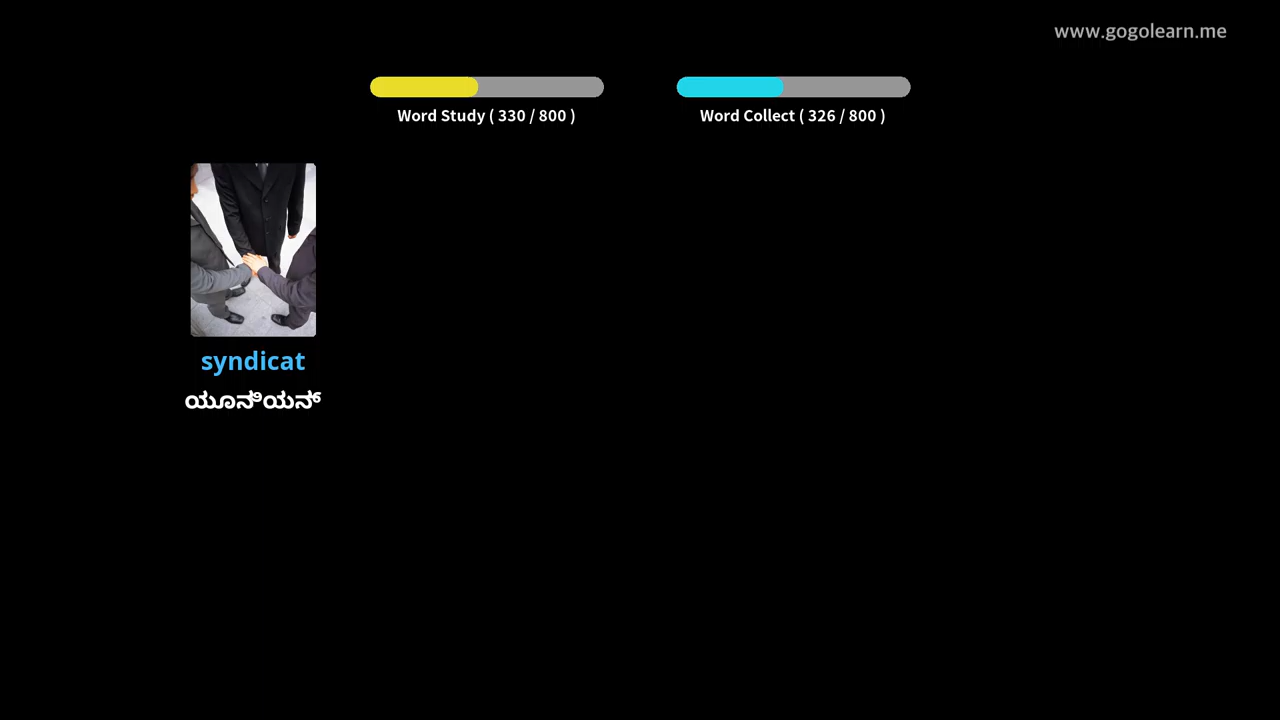 www.gogolearn.me
Word Study ( 330 / 800 )
Word Collect ( 326 / 800 )
syndicat
ಯೂನಿಯನ್